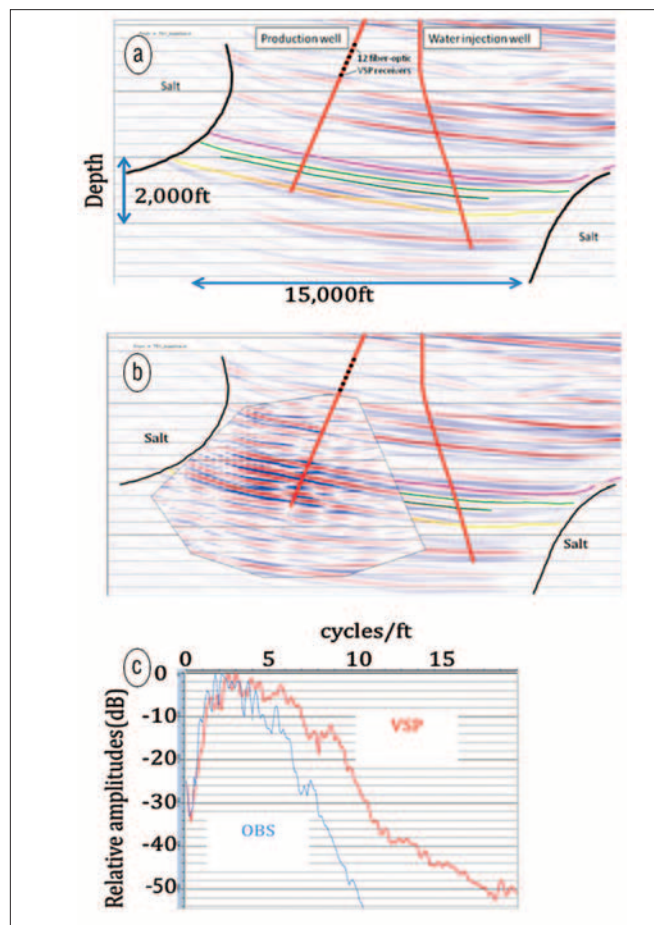 a
Production well
Water injection well
12 fiber-optic
VSP receivers
Salt
Depth
2,000ft
Salt
15,000ft
b
Salt
Salt
cycles/ft
c
0 5 10 15
0
-10
-20
-30
-40
-50
Relative amplitudes(dB)
VSP
OBS